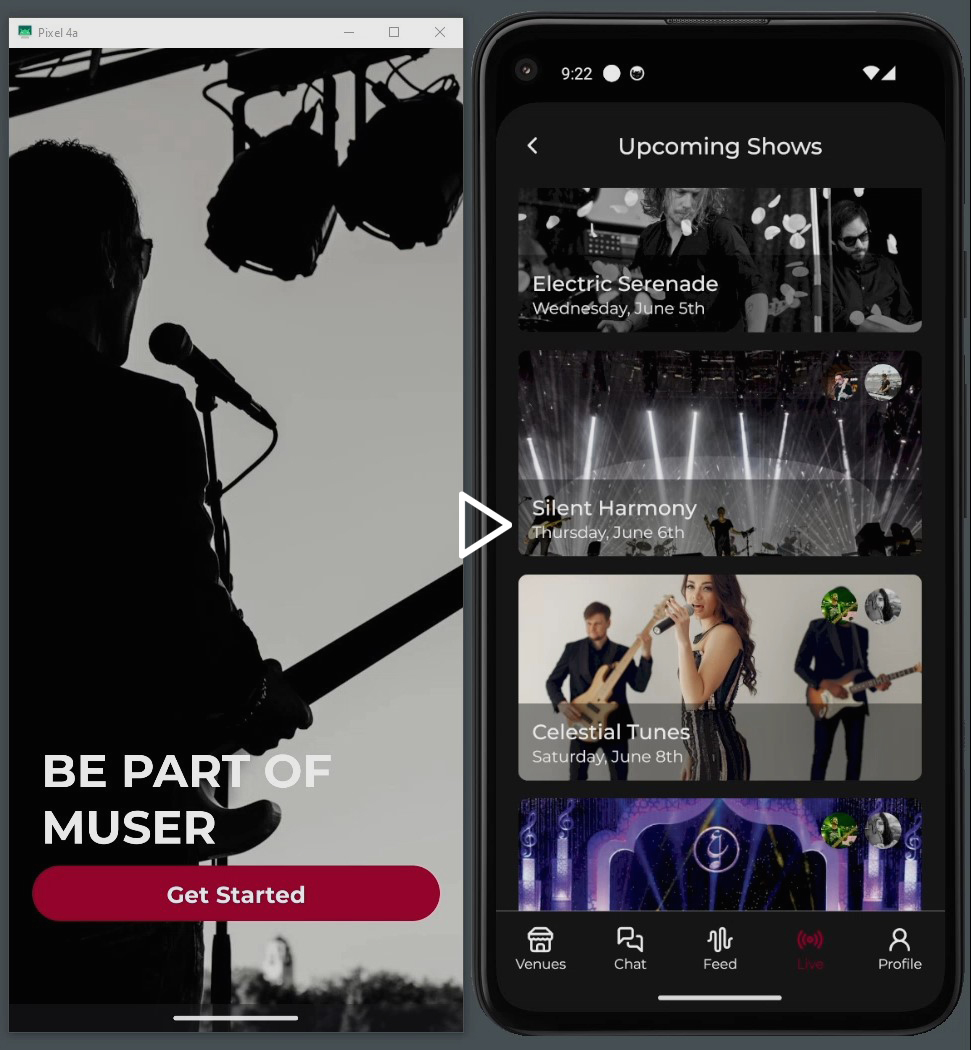 Pixel 4a
BE PART OF
MUSER
Get Started
9:22
Upcoming Shows
Electric Serenade
Wednesday, June 5th
Silent Harmony
Thursday, June 6th
Celestial Tunes
Saturday, June 8th
Venues
Chat
Feed
Live
Profile